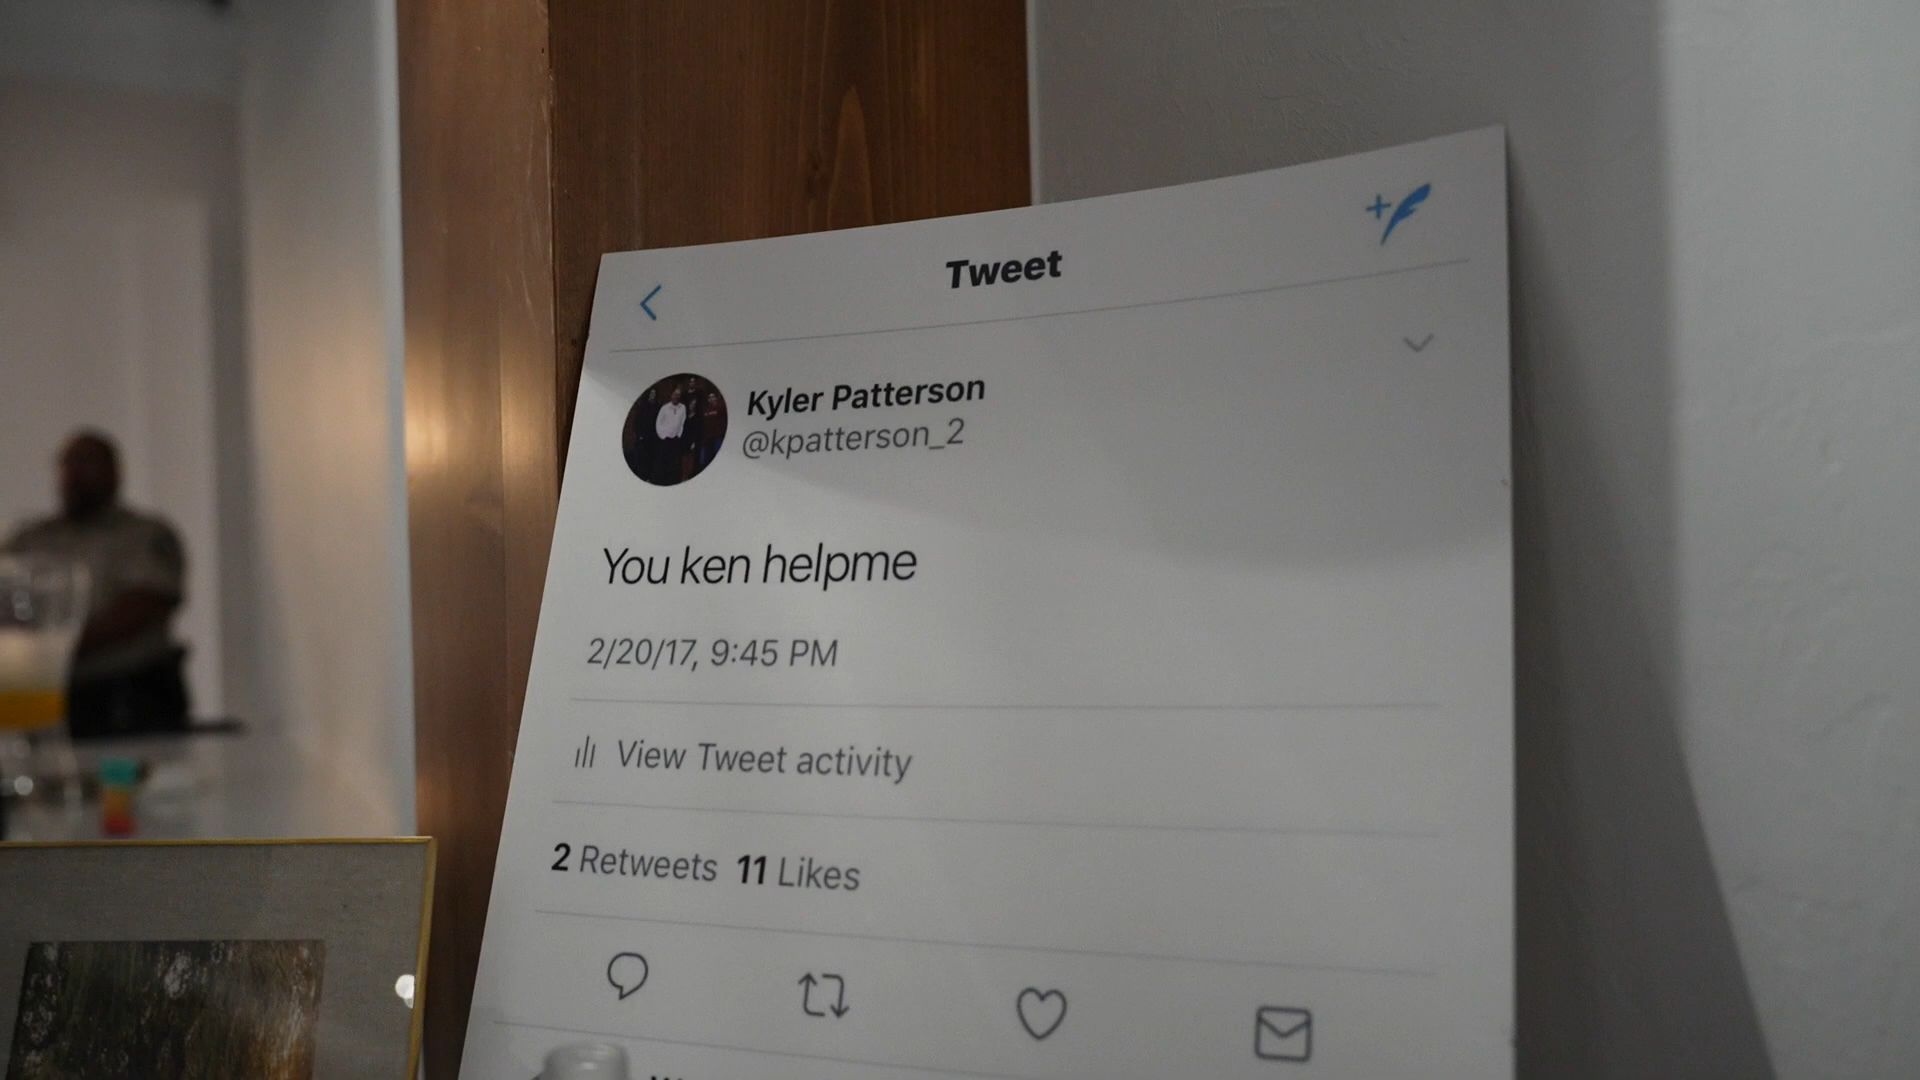 Tweet
Kyler Patterson
@kpatterson_2
You ken helpme
2/20/17, 9:45 PM
View Tweet activity
2 Retweets 11 Likes